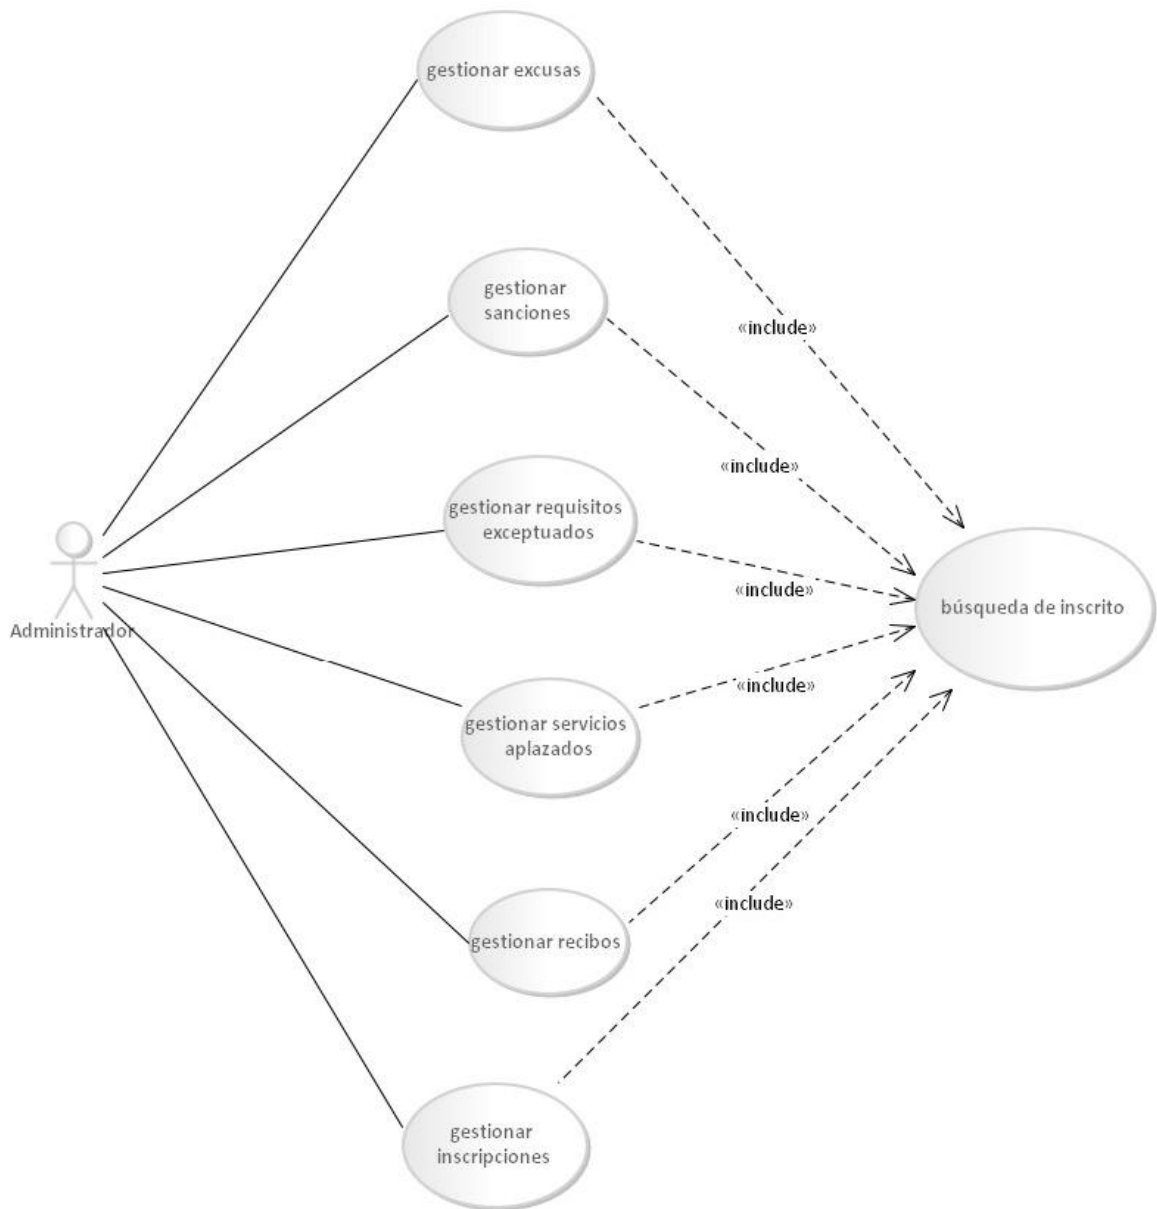 gestionar excusas
gestionar
sanciones
«include»
«include»
gestionar requisitos
exceptuados
«include»
búsqueda de inscrito
Administrador
«include»
gestionar servicios
aplazados
«include»
«include»
gestionar recibos
gestionar
inscripciones